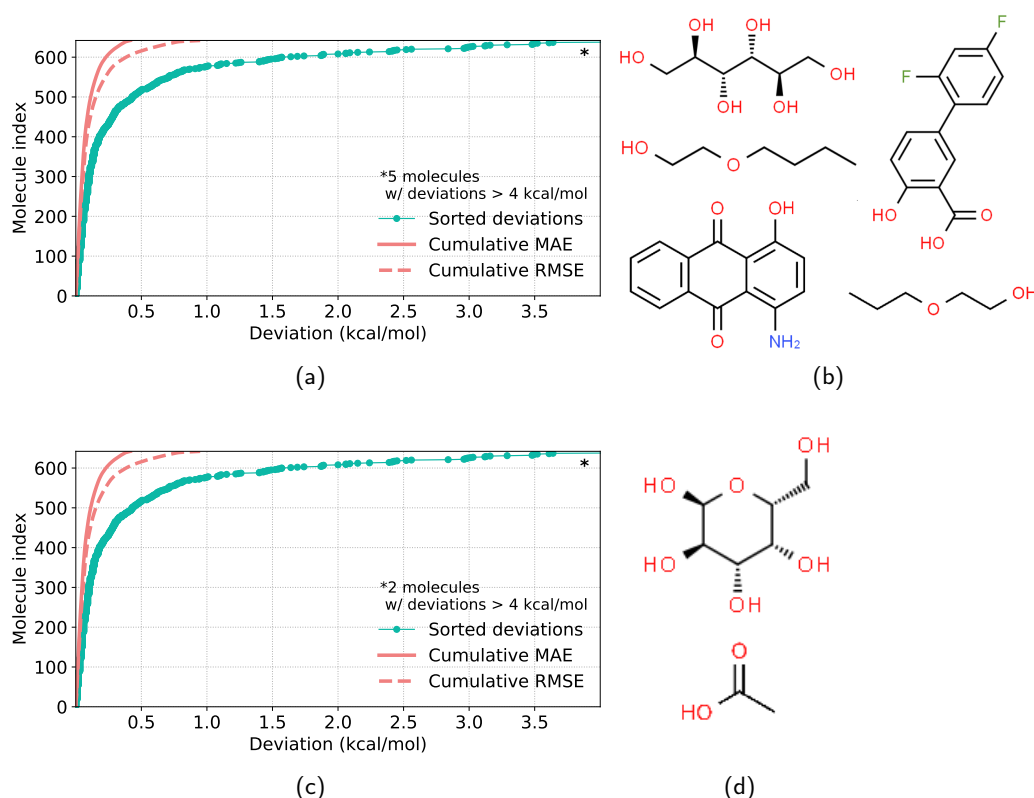 600
500
400
300
200
100
0
Molecule index
*
*5 molecules
w/ deviations > 4 kcal/mol
Sorted deviations
Cumulative MAE
Cumulative RMSE
0.5 1.0 1.5 2.0 2.5 3.0 3.5
Deviation (kcal/mol)
(a)
OH OH
HO OH
OH OH
HO O
F
F
HO O
HO
O OH
O NH₂
O OH
(b)
600
500
400
300
200
100
0
Molecule index
*
*2 molecules
w/ deviations > 4 kcal/mol
Sorted deviations
Cumulative MAE
Cumulative RMSE
0.5 1.0 1.5 2.0 2.5 3.0 3.5
Deviation (kcal/mol)
(c)
OH
HO O
HO OH
OH
O
HO
(d)